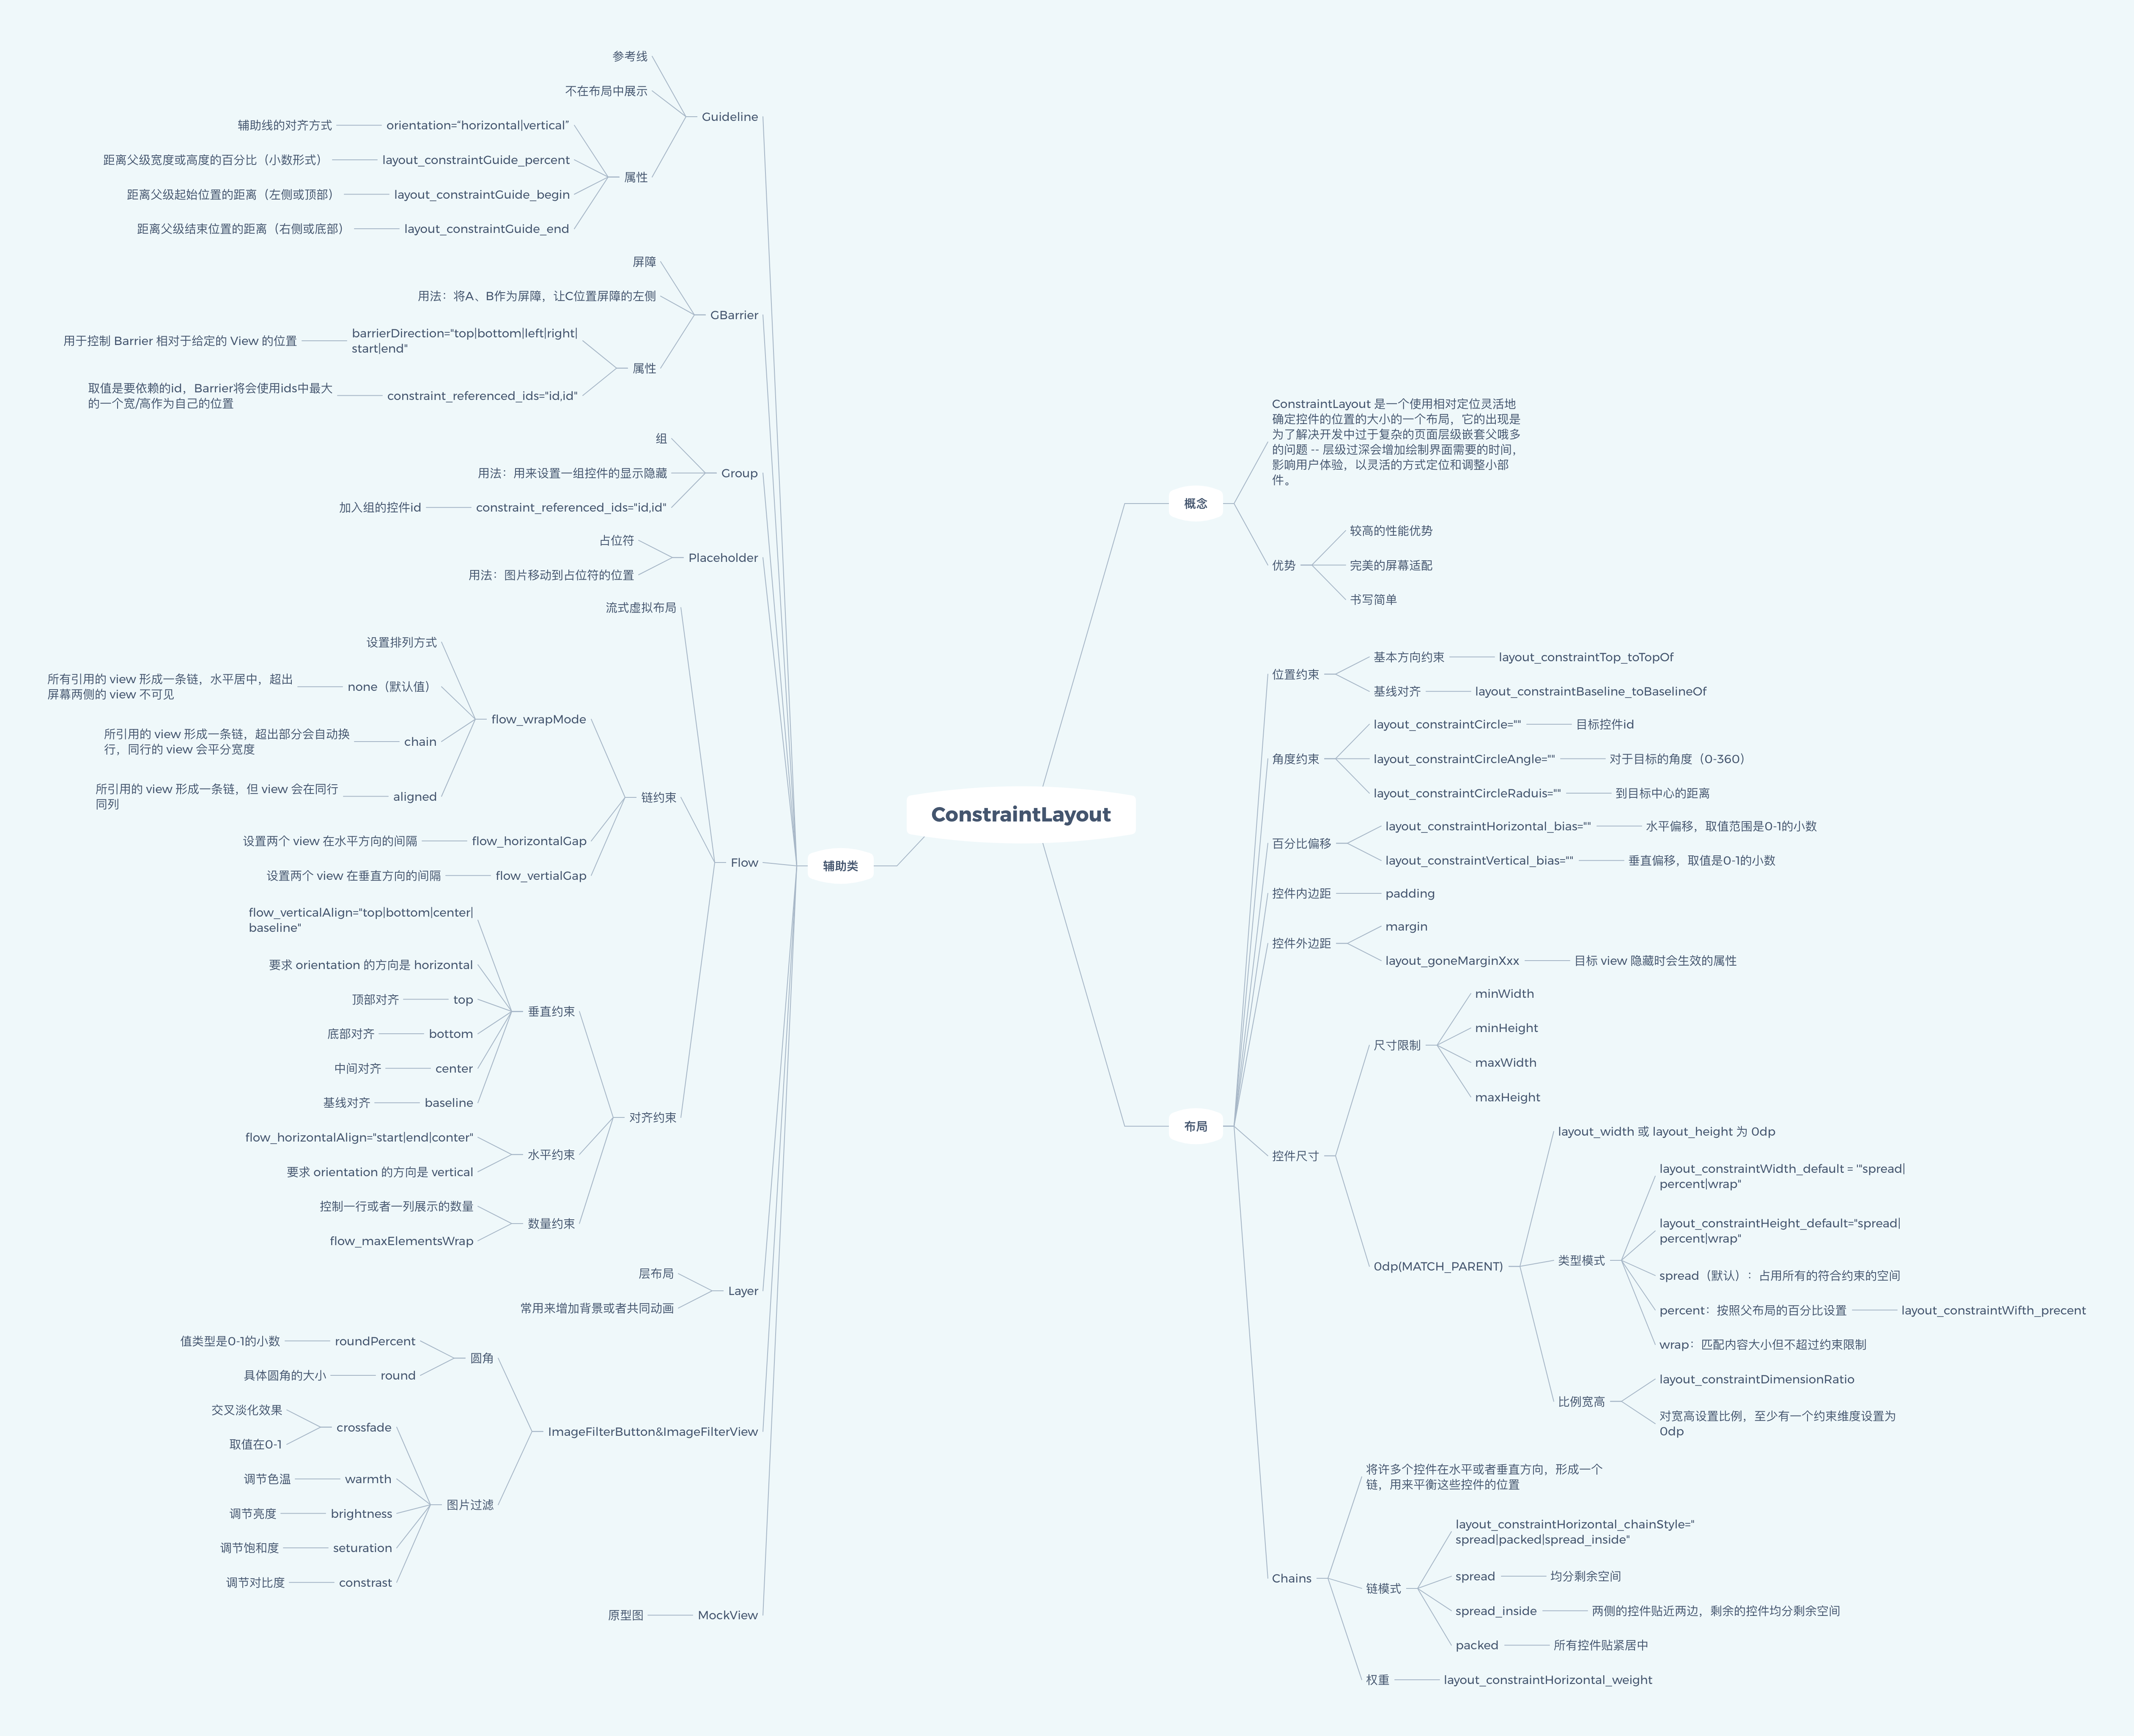 ConstraintLayout
概念
ConstraintLayout 是一个使用相对定位灵活地
确定控件的位置的大小的一个布局，它的出现是
为了解决开发中过于复杂的页面层级嵌套父哦多
的问题 -- 层级过深会增加绘制界面需要的时间，
影响用户体验，以灵活的方式定位和调整小部
件。
优势
较高的性能优势
完美的屏幕适配
书写简单
布局
位置约束
基本方向约束
layout_constraintTop_toTopOf
基线对齐
layout_constraintBaseline_toBaselineOf
角度约束
layout_constraintCircle=""
目标控件id
layout_constraintCircleAngle=""
对于目标的角度（0-360）
layout_constraintCircleRaduis=""
到目标中心的距离
百分比偏移
layout_constraintHorizontal_bias=""
水平偏移，取值范围是0-1的小数
layout_constraintVertical_bias=""
垂直偏移，取值是0-1的小数
控件内边距
padding
控件外边距
margin
layout_goneMarginXxx
目标 view 隐藏时会生效的属性
控件尺寸
尺寸限制
minWidth
minHeight
maxWidth
maxHeight
0dp(MATCH_PARENT)
layout_width 或 layout_height 为 0dp
类型模式
layout_constraintWidth_default = '"spread|
percent|wrap"
layout_constraintHeight_default="spread|
percent|wrap"
spread（默认）：占用所有的符合约束的空间
percent：按照父布局的百分比设置
layout_constraintWifth_precent
wrap：匹配内容大小但不超过约束限制
比例宽高
layout_constraintDimensionRatio
对宽高设置比例，至少有一个约束维度设置为
0dp
Chains
将许多个控件在水平或者垂直方向，形成一个
链，用来平衡这些控件的位置
链模式
layout_constraintHorizontal_chainStyle="
spread|packed|spread_inside"
spread
均分剩余空间
spread_inside
两侧的控件贴近两边，剩余的控件均分剩余空间
packed
所有控件贴紧居中
权重
layout_constraintHorizontal_weight
辅助类
Guideline
参考线
不在布局中展示
属性
orientation=“horizontal|vertical”
辅助线的对齐方式
layout_constraintGuide_percent
距离父级宽度或高度的百分比（小数形式）
layout_constraintGuide_begin
距离父级起始位置的距离（左侧或顶部）
layout_constraintGuide_end
距离父级结束位置的距离（右侧或底部）
GBarrier
屏障
用法：将A、B作为屏障，让C位置屏障的左侧
属性
barrierDirection="top|bottom|left|right|
start|end"
用于控制 Barrier 相对于给定的 View 的位置
constraint_referenced_ids="id,id"
取值是要依赖的id，Barrier将会使用ids中最大
的一个宽/高作为自己的位置
Group
组
用法：用来设置一组控件的显示隐藏
constraint_referenced_ids="id,id"
加入组的控件id
Placeholder
占位符
用法：图片移动到占位符的位置
Flow
流式虚拟布局
链约束
flow_wrapMode
设置排列方式
none（默认值）
所有引用的 view 形成一条链，水平居中，超出
屏幕两侧的 view 不可见
chain
所引用的 view 形成一条链，超出部分会自动换
行，同行的 view 会平分宽度
aligned
所引用的 view 形成一条链，但 view 会在同行
同列
flow_horizontalGap
设置两个 view 在水平方向的间隔
flow_vertialGap
设置两个 view 在垂直方向的间隔
对齐约束
垂直约束
flow_verticalAlign="top|bottom|center|
baseline"
要求 orientation 的方向是 horizontal
top
顶部对齐
bottom
底部对齐
center
中间对齐
baseline
基线对齐
水平约束
flow_horizontalAlign="start|end|conter"
要求 orientation 的方向是 vertical
数量约束
控制一行或者一列展示的数量
flow_maxElementsWrap
Layer
层布局
常用来增加背景或者共同动画
ImageFilterButton&ImageFilterView
圆角
roundPercent
值类型是0-1的小数
round
具体圆角的大小
图片过滤
crossfade
交叉淡化效果
取值在0-1
warmth
调节色温
brightness
调节亮度
seturation
调节饱和度
constrast
调节对比度
MockView
原型图